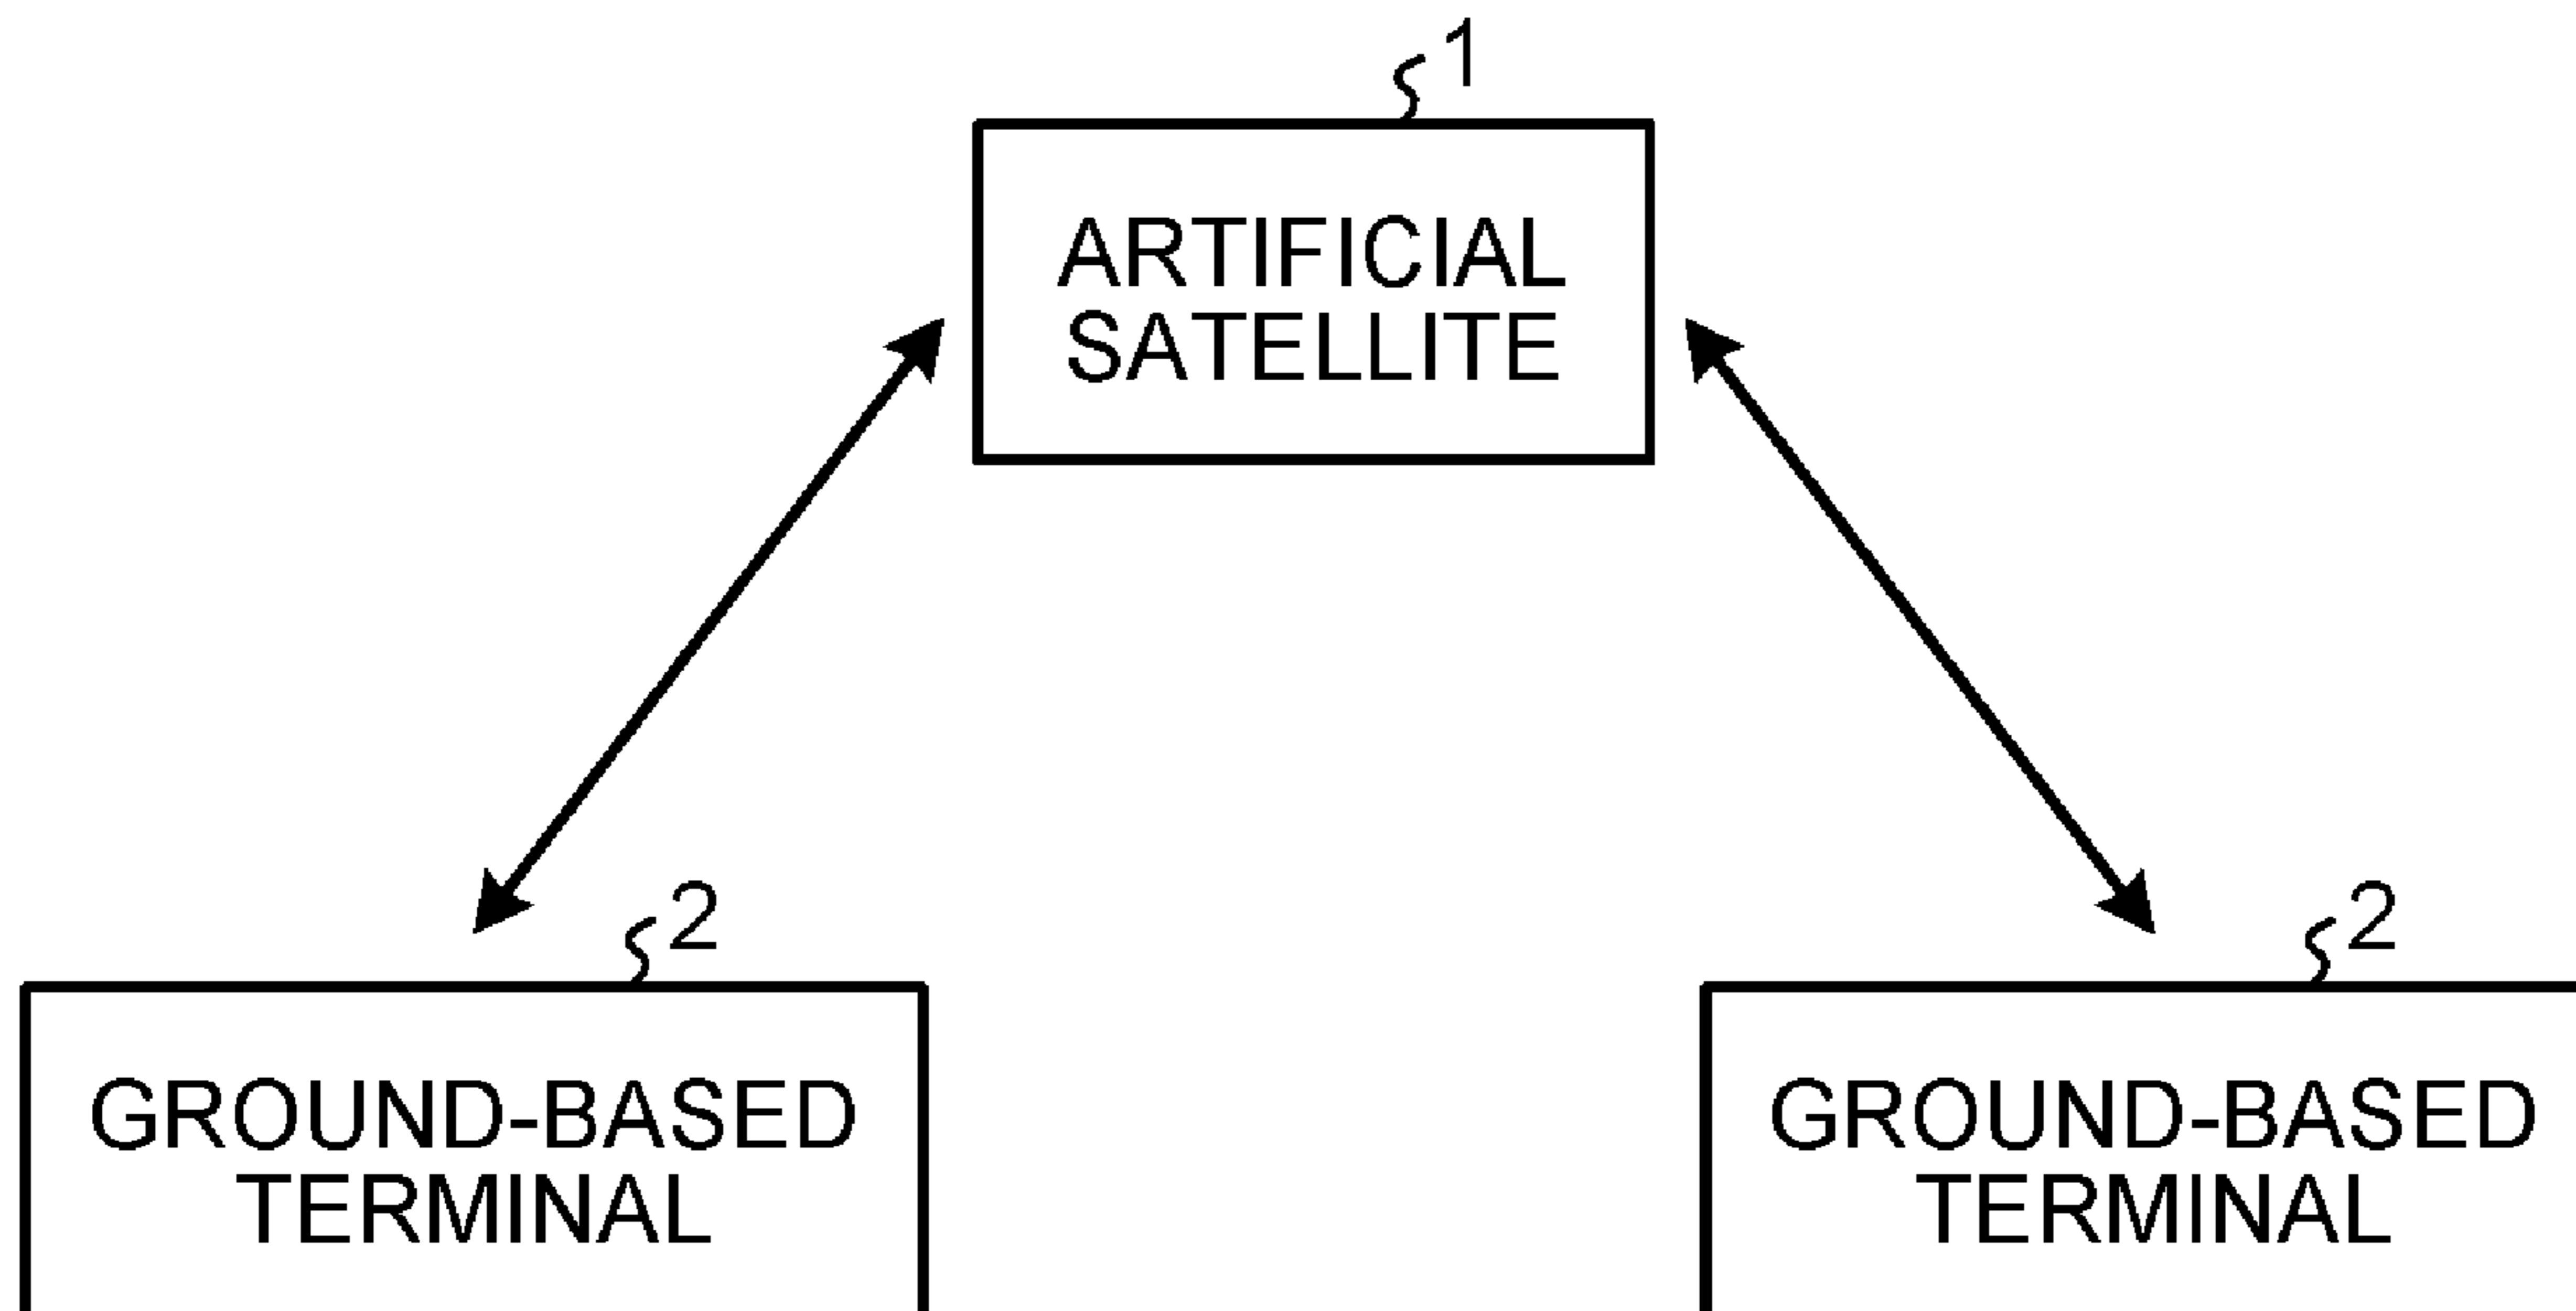 1
ARTIFICIAL
SATELLITE
2
2
GROUND-BASED
TERMINAL
GROUND-BASED
TERMINAL